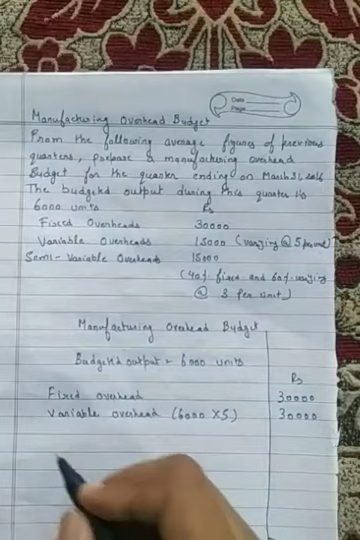 Date
Page
Manufacturing Overhead Budget
From the following average figures of previous
quarters, prepare a manufacturing overhead
Budget for the quarter ending on March 31, 2016
The budgeted output during this quarter is
6000 units Rs
Fixed Overheads 30000
Variable Overheads 15000 (varying @ 5 per unit)
Semi-Variable Overheads 15000
(40% fixed and 60% varying
@ 3 Per unit)
Manufacturing Overhead Budget
Budgeted output = 6000 units
Rs
Fixed overhead 30000
Variable overhead (6000 X 5) 30000